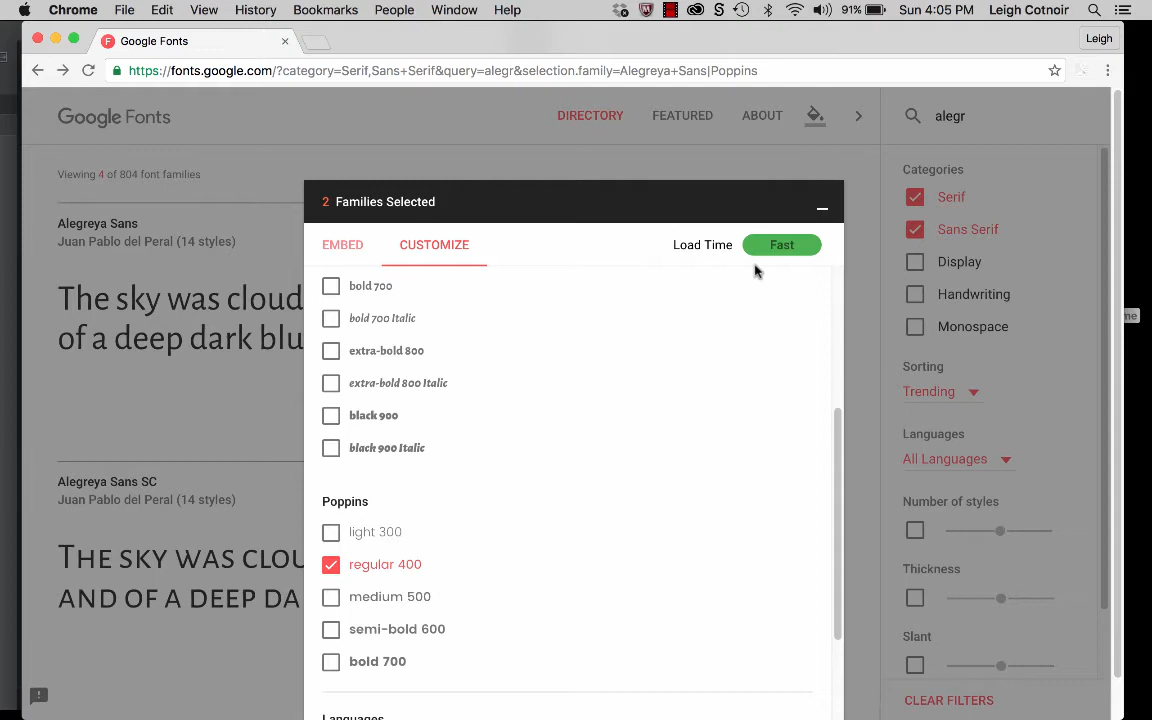 Chrome File Edit View History Bookmarks People Window Help 91% Sun 4:05 PM Leigh Cotnoir
Google Fonts
Leigh
https://fonts.google.com/?category=Serif,Sans+Serif&query=alegr&selection.family=Alegreya+Sans|Poppins
Google Fonts
DIRECTORY FEATURED ABOUT
alegr
Viewing 4 of 804 font families
Alegreya Sans
Juan Pablo del Peral (14 styles)
The sky was cloud
of a deep dark blu
Alegreya Sans SC
Juan Pablo del Peral (14 styles)
THE SKY WAS CLOU
AND OF A DEEP DA
2 Families Selected
EMBED CUSTOMIZE Load Time Fast
bold 700
bold 700 Italic
extra-bold 800
extra-bold 800 Italic
black 900
black 900 Italic
Poppins
light 300
regular 400
medium 500
semi-bold 600
bold 700
Languages
Categories
Serif
Sans Serif
Display
Handwriting
Monospace
Sorting
Trending
Languages
All Languages
Number of styles
Thickness
Slant
CLEAR FILTERS
me